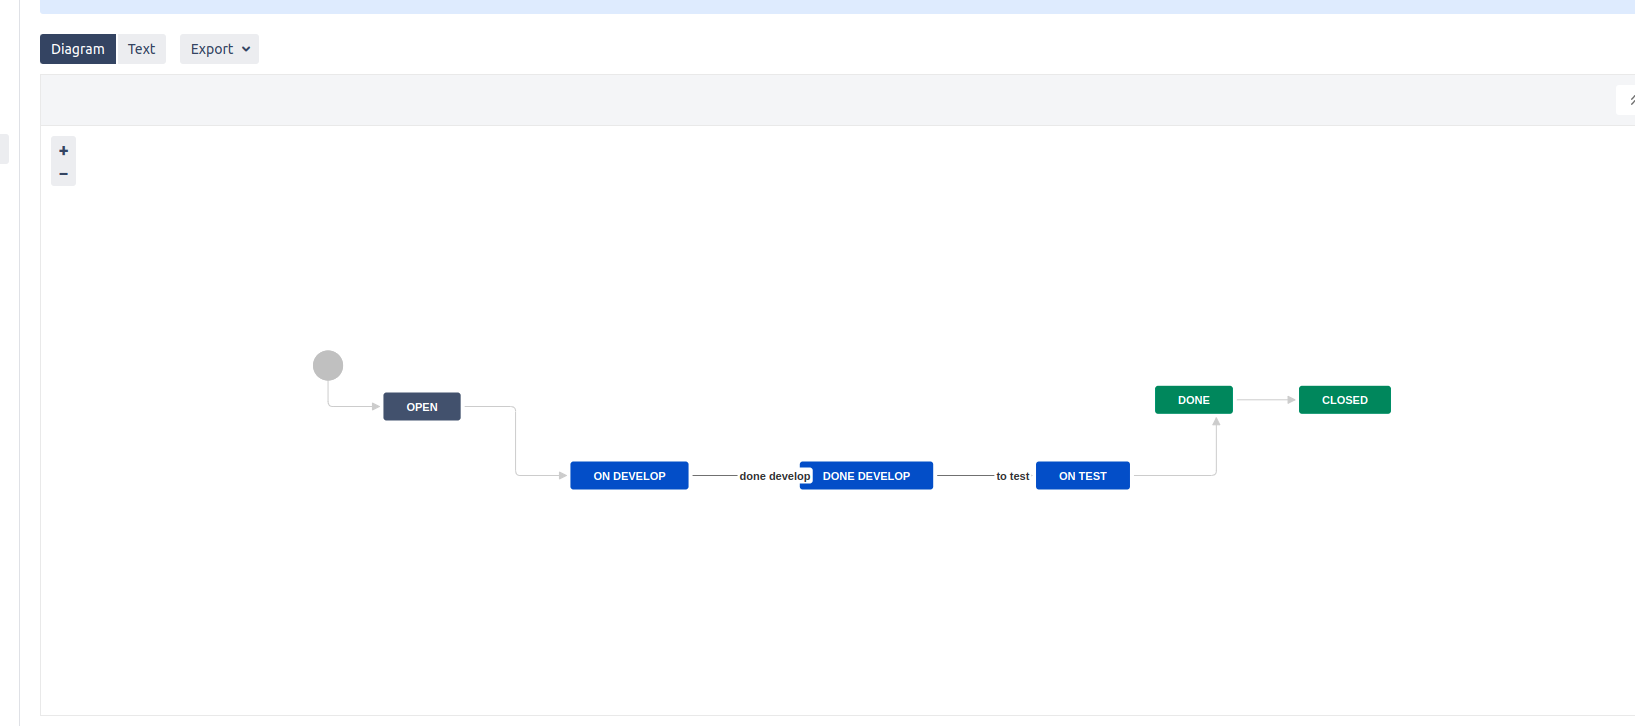 Diagram Text Export
+
−
OPEN
DONE
CLOSED
ON DEVELOP
done develop
DONE DEVELOP
to test
ON TEST